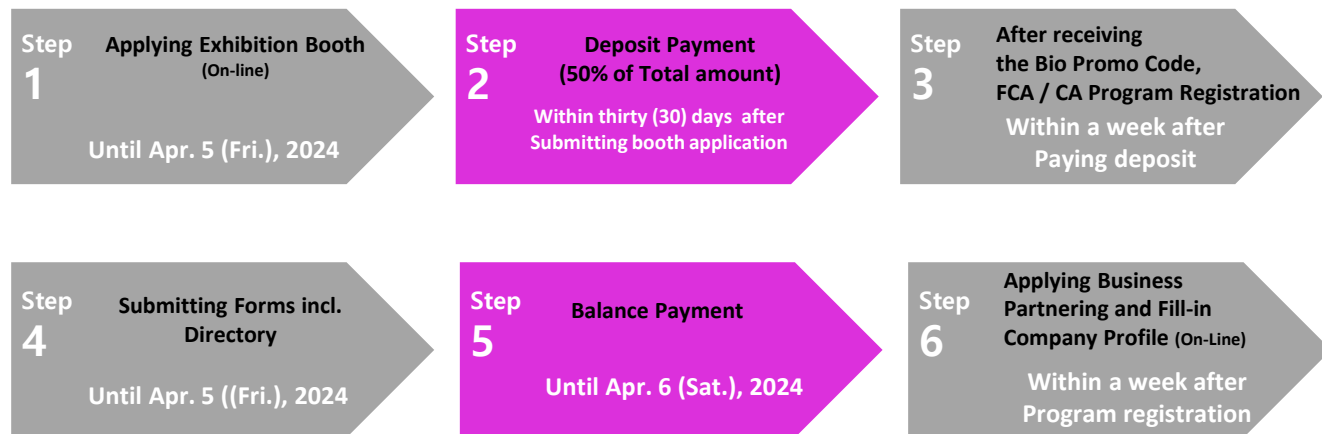 Step
1
Applying Exhibition Booth
(On-line)
Until Apr. 5 (Fri.), 2024
Step
2
Deposit Payment
(50% of Total amount)
Within thirty (30) days after
Submitting booth application
Step
3
After receiving
the Bio Promo Code,
FCA / CA Program Registration
Within a week after
Paying deposit
Step
4
Submitting Forms incl.
Directory
Until Apr. 5 ((Fri.), 2024
Step
5
Balance Payment
Until Apr. 6 (Sat.), 2024
Step
6
Applying Business
Partnering and Fill-in
Company Profile (On-Line)
Within a week after
Program registration